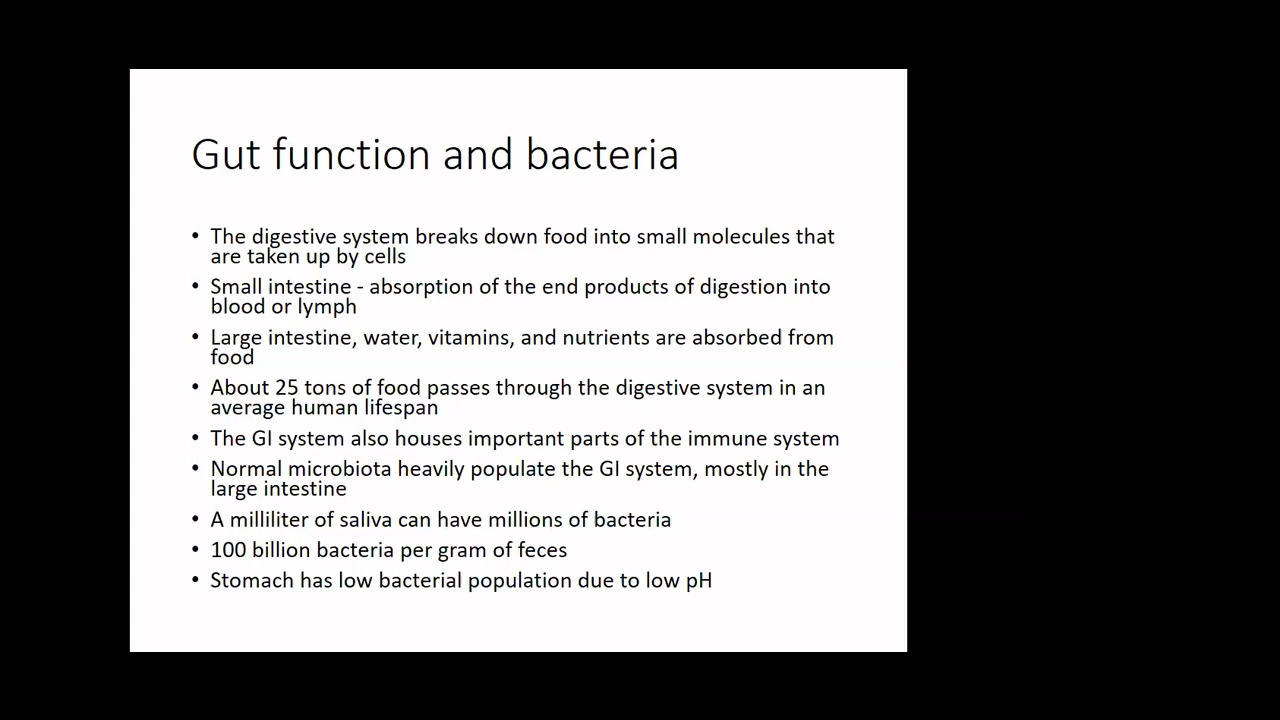 Gut function and bacteria
• The digestive system breaks down food into small molecules that
are taken up by cells
• Small intestine - absorption of the end products of digestion into
blood or lymph
• Large intestine, water, vitamins, and nutrients are absorbed from
food
• About 25 tons of food passes through the digestive system in an
average human lifespan
• The GI system also houses important parts of the immune system
• Normal microbiota heavily populate the GI system, mostly in the
large intestine
• A milliliter of saliva can have millions of bacteria
• 100 billion bacteria per gram of feces
• Stomach has low bacterial population due to low pH